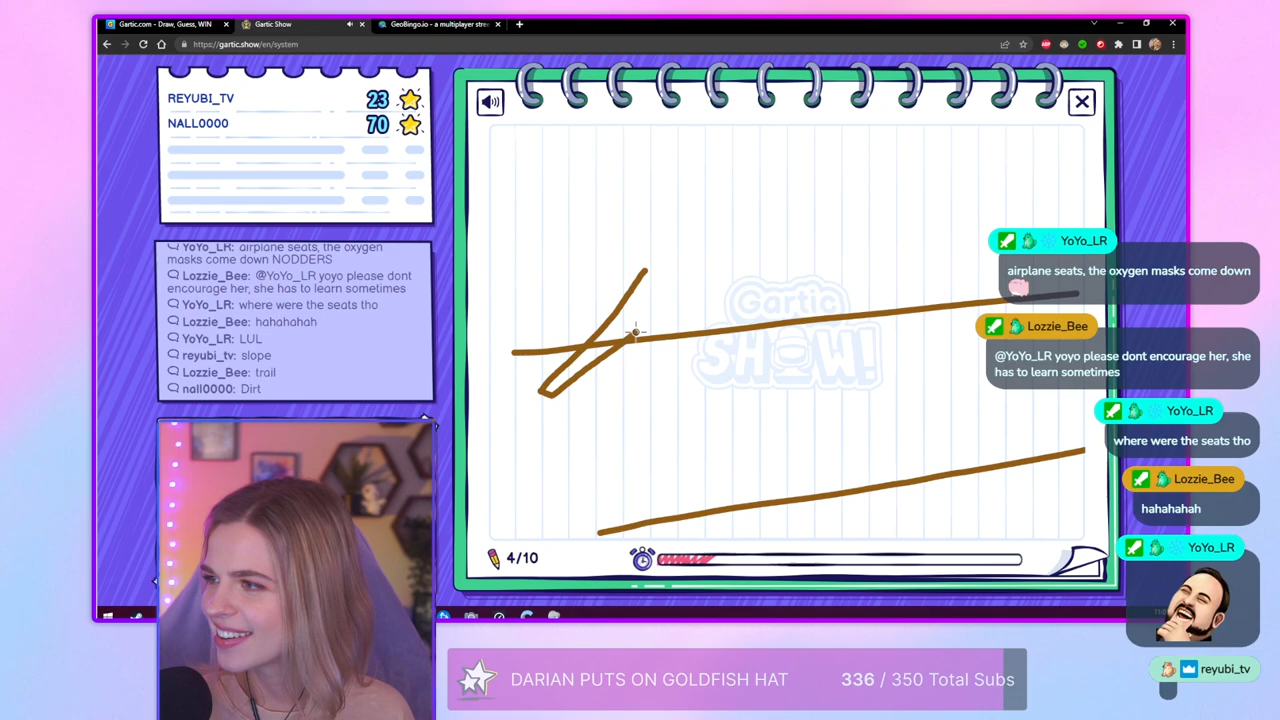 Gartic.com - Draw, Guess, WIN
Gartic Show
GeoBingo.io - a multiplayer stre
https://gartic.show/en/system
REYUBI_TV 23
NALL0000 70
YoYo_LR: airplane seats, the oxygen
masks come down NODDERS
Lozzie_Bee: @YoYo_LR yoyo please dont
encourage her, she has to learn sometimes
YoYo_LR: where were the seats tho
Lozzie_Bee: hahahahah
YoYo_LR: LUL
reyubi_tv: slope
Lozzie_Bee: trail
nall0000: Dirt
Gartic
SHOW!
4/10
YoYo_LR
airplane seats, the oxygen masks come down
Lozzie_Bee
@YoYo_LR yoyo please dont encourage her, she
has to learn sometimes
YoYo_LR
where were the seats tho
Lozzie_Bee
hahahahah
YoYo_LR
reyubi_tv
DARIAN PUTS ON GOLDFISH HAT 336 / 350 Total Subs